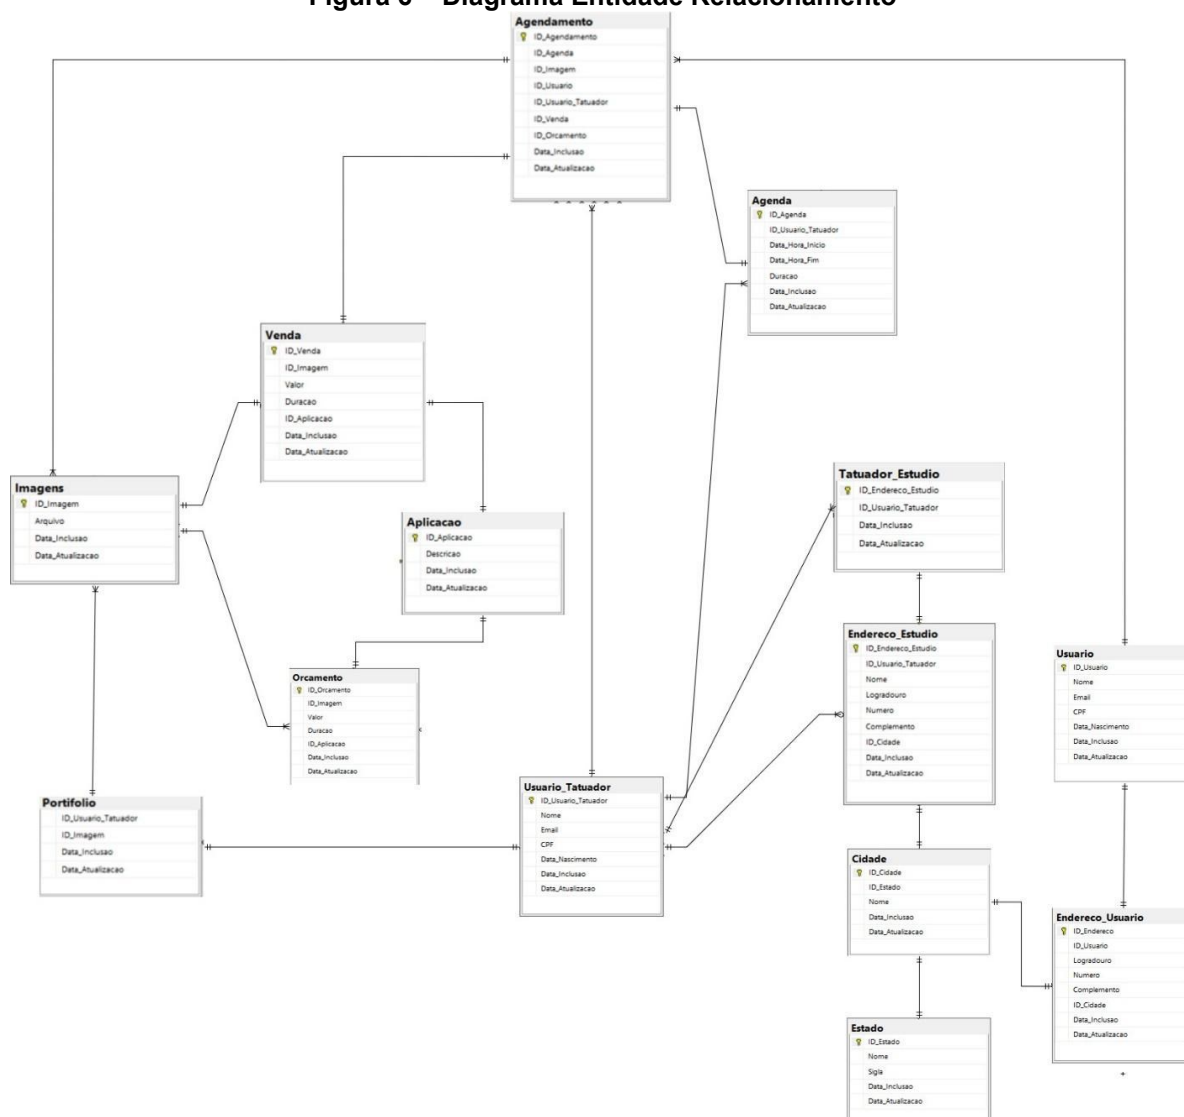 Figura 6 – Diagrama Entidade Relacionamento
Agendamento
ID_Agendamento
ID_Agenda
ID_Imagem
ID_Usuario
ID_Usuario_Tatuador
ID_Venda
ID_Orcamento
Data_Inclusao
Data_Atualizacao
Agenda
ID_Agenda
ID_Usuario_Tatuador
Data_Hora_Inicio
Data_Hora_Fim
Duracao
Data_Inclusao
Data_Atualizacao
Venda
ID_Venda
ID_Imagem
Valor
Duracao
ID_Aplicacao
Data_Inclusao
Data_Atualizacao
Imagens
ID_Imagem
Arquivo
Data_Inclusao
Data_Atualizacao
Aplicacao
ID_Aplicacao
Descricao
Data_Inclusao
Data_Atualizacao
Tatuador_Estudio
ID_Endereco_Estudio
ID_Usuario_Tatuador
Data_Inclusao
Data_Atualizacao
Endereco_Estudio
ID_Endereco_Estudio
ID_Usuario_Tatuador
Nome
Logradouro
Numero
Complemento
ID_Cidade
Data_Inclusao
Data_Atualizacao
Usuario
ID_Usuario
Nome
Email
CPF
Data_Nascimento
Data_Inclusao
Data_Atualizacao
Orcamento
ID_Orcamento
ID_Imagem
Valor
Duracao
ID_Aplicacao
Data_Inclusao
Data_Atualizacao
Portifolio
ID_Usuario_Tatuador
ID_Imagem
Data_Inclusao
Data_Atualizacao
Usuario_Tatuador
ID_Usuario_Tatuador
Nome
Email
CPF
Data_Nascimento
Data_Inclusao
Data_Atualizacao
Cidade
ID_Cidade
ID_Estado
Nome
Data_Inclusao
Data_Atualizacao
Endereco_Usuario
ID_Endereco
ID_Usuario
Logradouro
Numero
Complemento
ID_Cidade
Data_Inclusao
Data_Atualizacao
Estado
ID_Estado
Nome
Sigla
Data_Inclusao
Data_Atualizacao